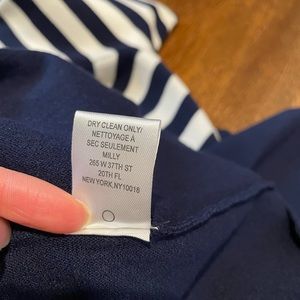 DRY CLEAN ONLY/
NETTOYAGE À
SEC SEULEMENT
MILLY
265 W 37TH ST
20TH FL
NEW YORK,NY10018